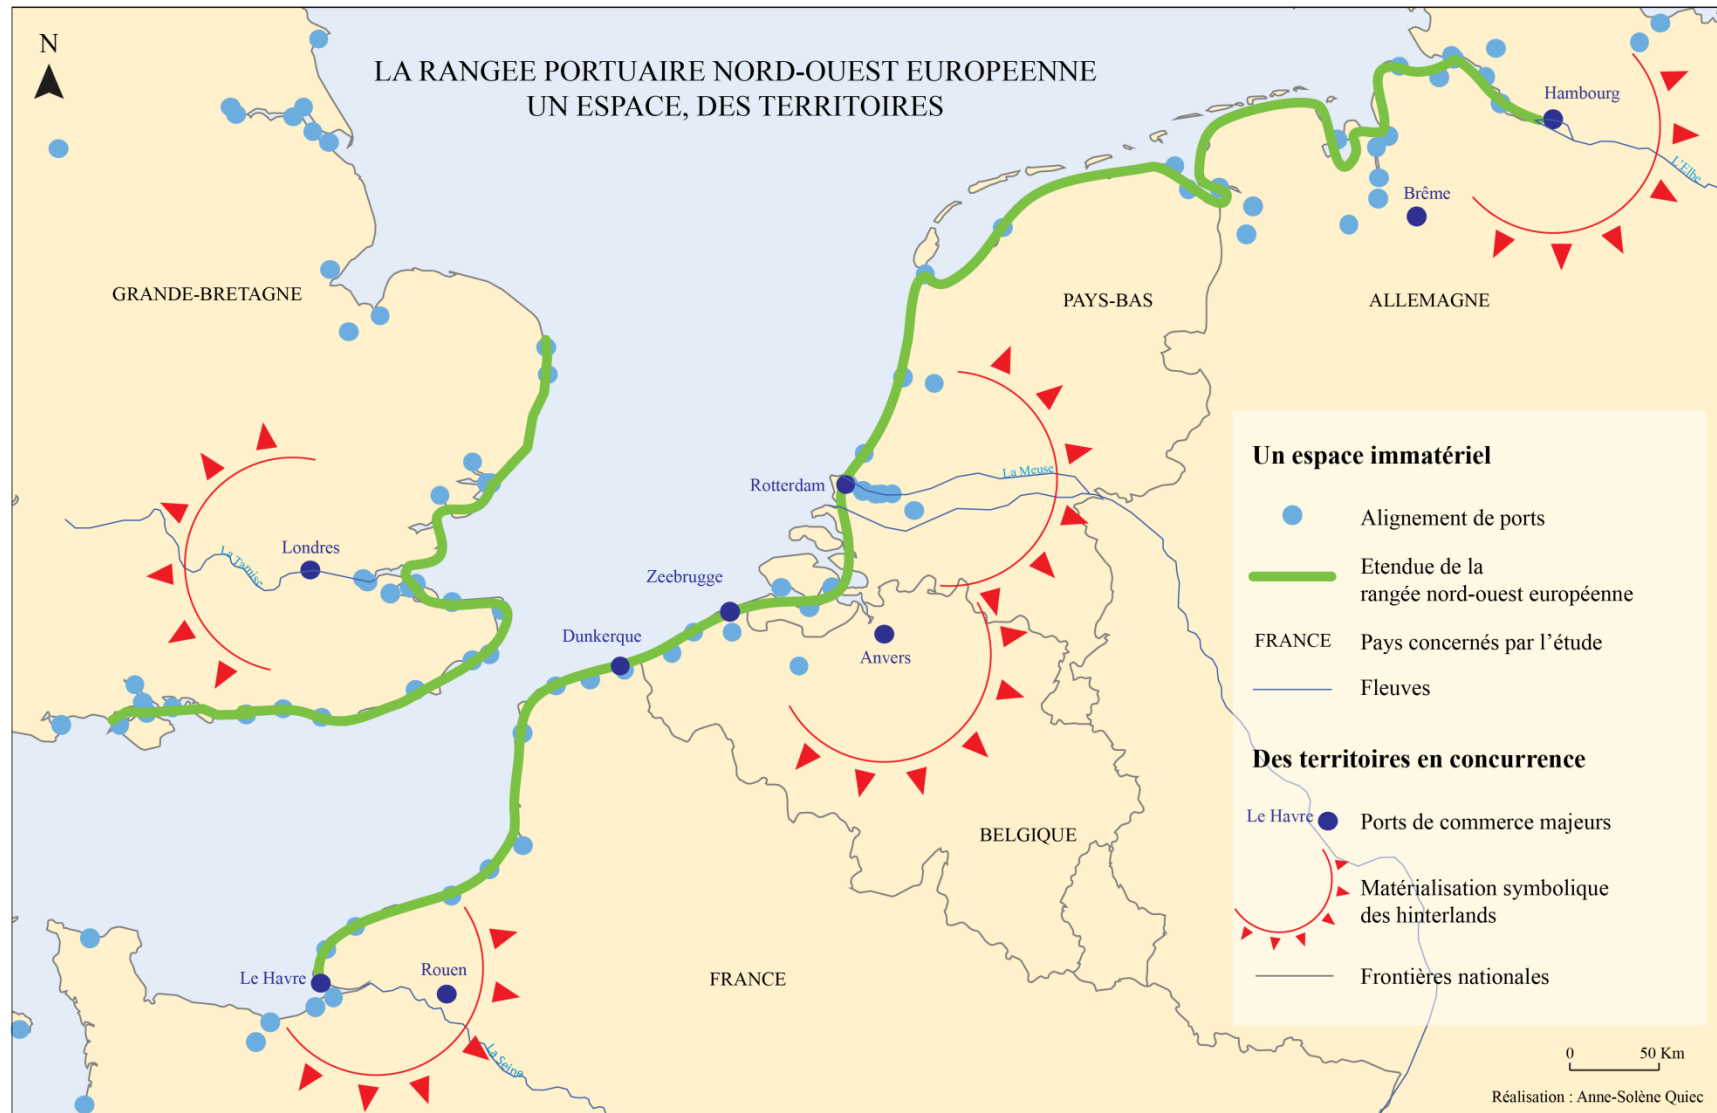 N
LA RANGEE PORTUAIRE NORD-OUEST EUROPEENNE
UN ESPACE, DES TERRITOIRES
Hambourg
L'Elbe
Brême
GRANDE-BRETAGNE
PAYS-BAS
ALLEMAGNE
La Meuse
Rotterdam
Londres
La Tamise
Zeebrugge
Dunkerque
Anvers
BELGIQUE
Le Havre
Rouen
FRANCE
La Seine
Un espace immatériel
Alignement de ports
Etendue de la
rangée nord-ouest européenne
FRANCE
Pays concernés par l'étude
Fleuves
Des territoires en concurrence
Le Havre
Ports de commerce majeurs
Matérialisation symbolique
des hinterlands
Frontières nationales
0 50 Km
Réalisation : Anne-Solène Quiec